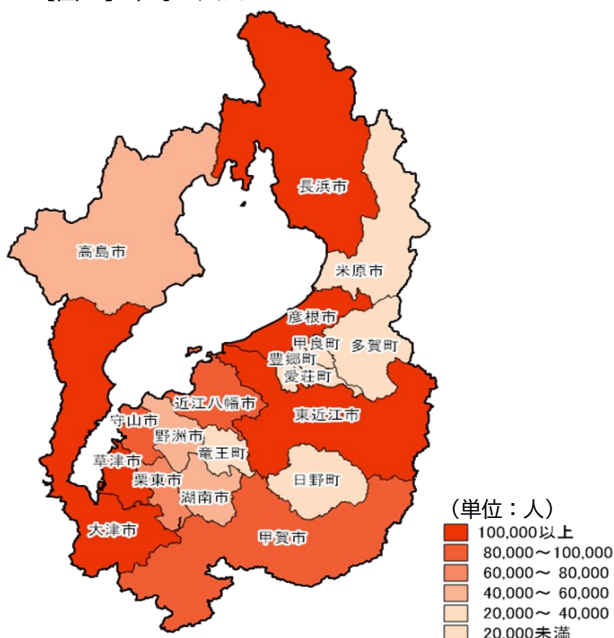 長浜市
高島市
米原市
彦根市
甲良町
多賀町
豊郷町
愛荘町
近江八幡市
東近江市
守山市
野洲市
竜王町
草津市
栗東市
日野町
湖南市
大津市
甲賀市
(単位:人)
100,000以上
80,000~100,000
60,000~ 80,000
40,000~ 60,000
20,000~ 40,000
20,000未満